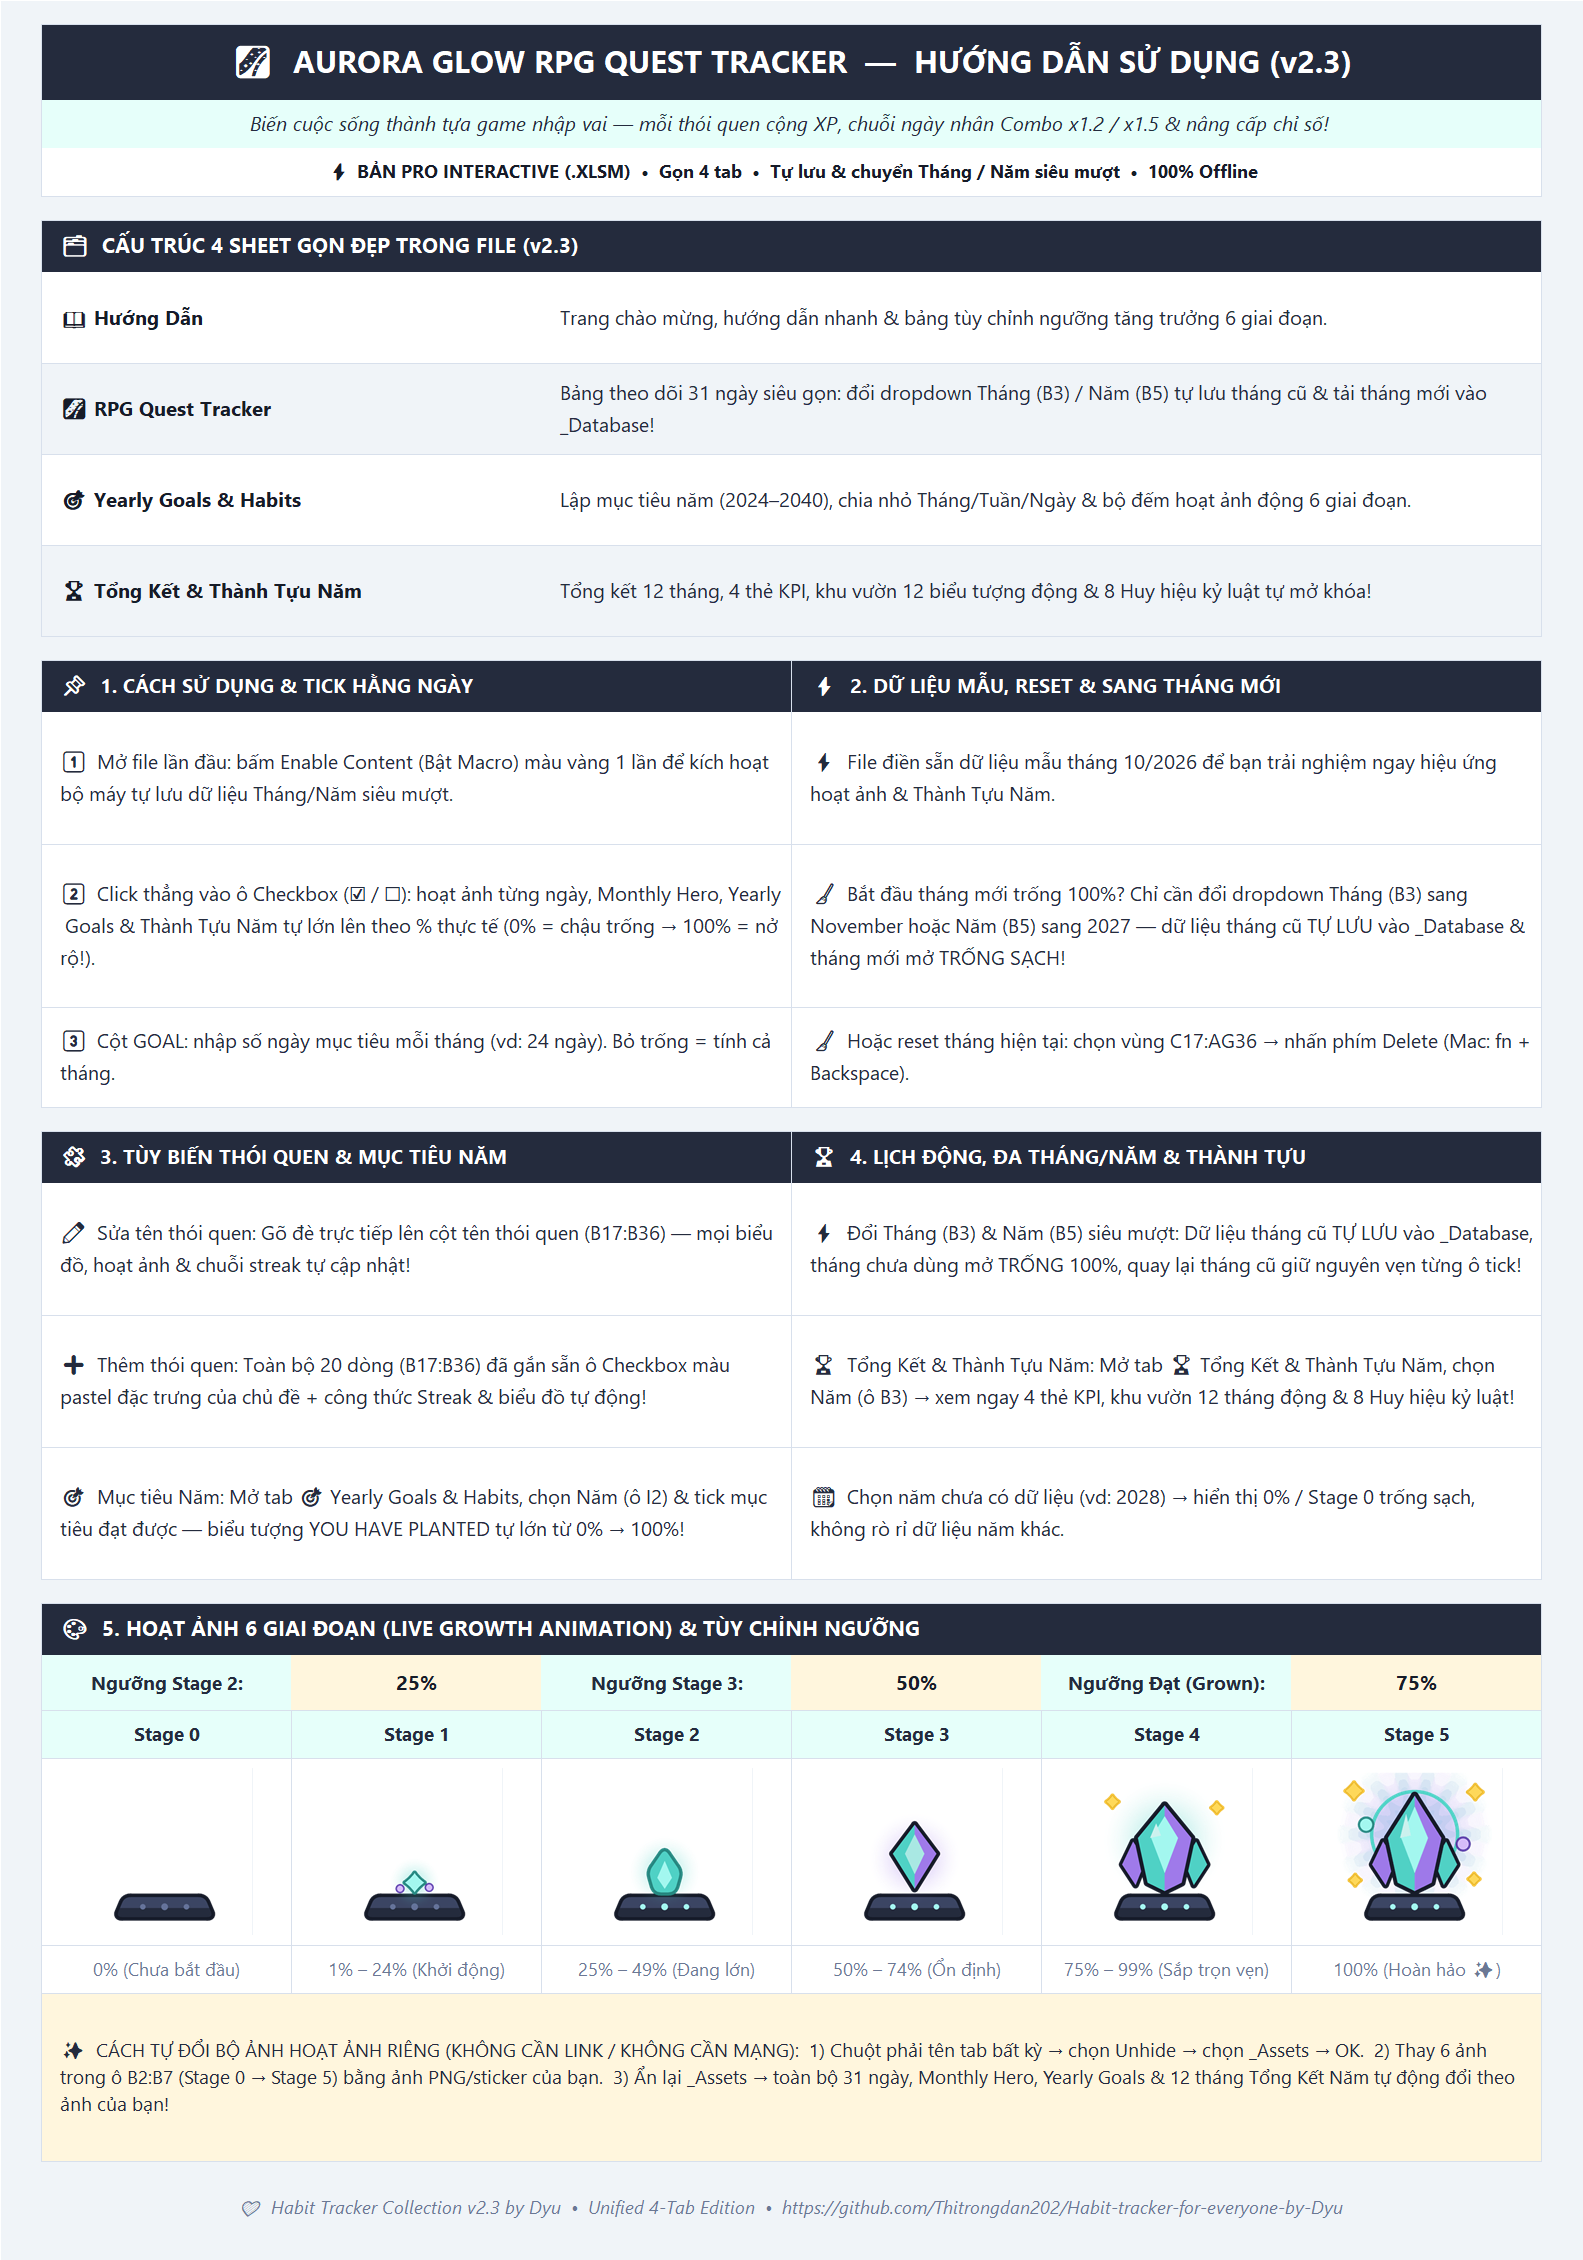 AURORA GLOW RPG QUEST TRACKER — HƯỚNG DẪN SỬ DỤNG (v2.3)
Biến cuộc sống thành tựa game nhập vai — mỗi thói quen cộng XP, chuỗi ngày nhân Combo x1.2 / x1.5 & nâng cấp chỉ số!
BẢN PRO INTERACTIVE (.XLSM) • Gọn 4 tab • Tự lưu & chuyển Tháng / Năm siêu mượt • 100% Offline
CẤU TRÚC 4 SHEET GỌN ĐẸP TRONG FILE (v2.3)
Hướng Dẫn
Trang chào mừng, hướng dẫn nhanh & bảng tùy chỉnh ngưỡng tăng trưởng 6 giai đoạn.
RPG Quest Tracker
Bảng theo dõi 31 ngày siêu gọn: đổi dropdown Tháng (B3) / Năm (B5) tự lưu tháng cũ & tải tháng mới vào
_Database!
Yearly Goals & Habits
Lập mục tiêu năm (2024–2040), chia nhỏ Tháng/Tuần/Ngày & bộ đếm hoạt ảnh động 6 giai đoạn.
Tổng Kết & Thành Tựu Năm
Tổng kết 12 tháng, 4 thẻ KPI, khu vườn 12 biểu tượng động & 8 Huy hiệu kỷ luật tự mở khóa!
1. CÁCH SỬ DỤNG & TICK HẰNG NGÀY
1 Mở file lần đầu: bấm Enable Content (Bật Macro) màu vàng 1 lần để kích hoạt
bộ máy tự lưu dữ liệu Tháng/Năm siêu mượt.
2 Click thẳng vào ô Checkbox (☑ / ☐): hoạt ảnh từng ngày, Monthly Hero, Yearly
Goals & Thành Tựu Năm tự lớn lên theo % thực tế (0% = chậu trống → 100% = nở
rộ!).
3 Cột GOAL: nhập số ngày mục tiêu mỗi tháng (vd: 24 ngày). Bỏ trống = tính cả
tháng.
2. DỮ LIỆU MẪU, RESET & SANG THÁNG MỚI
File điền sẵn dữ liệu mẫu tháng 10/2026 để bạn trải nghiệm ngay hiệu ứng
hoạt ảnh & Thành Tựu Năm.
Bắt đầu tháng mới trống 100%? Chỉ cần đổi dropdown Tháng (B3) sang
November hoặc Năm (B5) sang 2027 — dữ liệu tháng cũ TỰ LƯU vào _Database &
tháng mới mở TRỐNG SẠCH!
Hoặc reset tháng hiện tại: chọn vùng C17:AG36 → nhấn phím Delete (Mac: fn +
Backspace).
3. TÙY BIẾN THÓI QUEN & MỤC TIÊU NĂM
Sửa tên thói quen: Gõ đè trực tiếp lên cột tên thói quen (B17:B36) — mọi biểu
đồ, hoạt ảnh & chuỗi streak tự cập nhật!
Thêm thói quen: Toàn bộ 20 dòng (B17:B36) đã gắn sẵn ô Checkbox màu
pastel đặc trưng của chủ đề + công thức Streak & biểu đồ tự động!
Mục tiêu Năm: Mở tab Yearly Goals & Habits, chọn Năm (ô I2) & tick mục
tiêu đạt được — biểu tượng YOU HAVE PLANTED tự lớn từ 0% → 100%!
4. LỊCH ĐỘNG, ĐA THÁNG/NĂM & THÀNH TỰU
Đổi Tháng (B3) & Năm (B5) siêu mượt: Dữ liệu tháng cũ TỰ LƯU vào _Database,
tháng chưa dùng mở TRỐNG 100%, quay lại tháng cũ giữ nguyên vẹn từng ô tick!
Tổng Kết & Thành Tựu Năm: Mở tab Tổng Kết & Thành Tựu Năm, chọn
Năm (ô B3) → xem ngay 4 thẻ KPI, khu vườn 12 tháng động & 8 Huy hiệu kỷ luật!
Chọn năm chưa có dữ liệu (vd: 2028) → hiển thị 0% / Stage 0 trống sạch,
không rò rỉ dữ liệu năm khác.
5. HOẠT ẢNH 6 GIAI ĐOẠN (LIVE GROWTH ANIMATION) & TÙY CHỈNH NGƯỠNG
Ngưỡng Stage 2: 25% Ngưỡng Stage 3: 50% Ngưỡng Đạt (Grown): 75%
Stage 0 Stage 1 Stage 2 Stage 3 Stage 4 Stage 5
0% (Chưa bắt đầu) 1% – 24% (Khởi động) 25% – 49% (Đang lớn) 50% – 74% (Ổn định) 75% – 99% (Sắp trọn vẹn) 100% (Hoàn hảo ✨)
✨ CÁCH TỰ ĐỔI BỘ ẢNH HOẠT ẢNH RIÊNG (KHÔNG CẦN LINK / KHÔNG CẦN MẠNG): 1) Chuột phải tên tab bất kỳ → chọn Unhide → chọn _Assets → OK. 2) Thay 6 ảnh
trong ô B2:B7 (Stage 0 → Stage 5) bằng ảnh PNG/sticker của bạn. 3) Ẩn lại _Assets → toàn bộ 31 ngày, Monthly Hero, Yearly Goals & 12 tháng Tổng Kết Năm tự động đổi theo
ảnh của bạn!
Habit Tracker Collection v2.3 by Dyu • Unified 4-Tab Edition • https://github.com/Thitrongdan202/Habit-tracker-for-everyone-by-Dyu